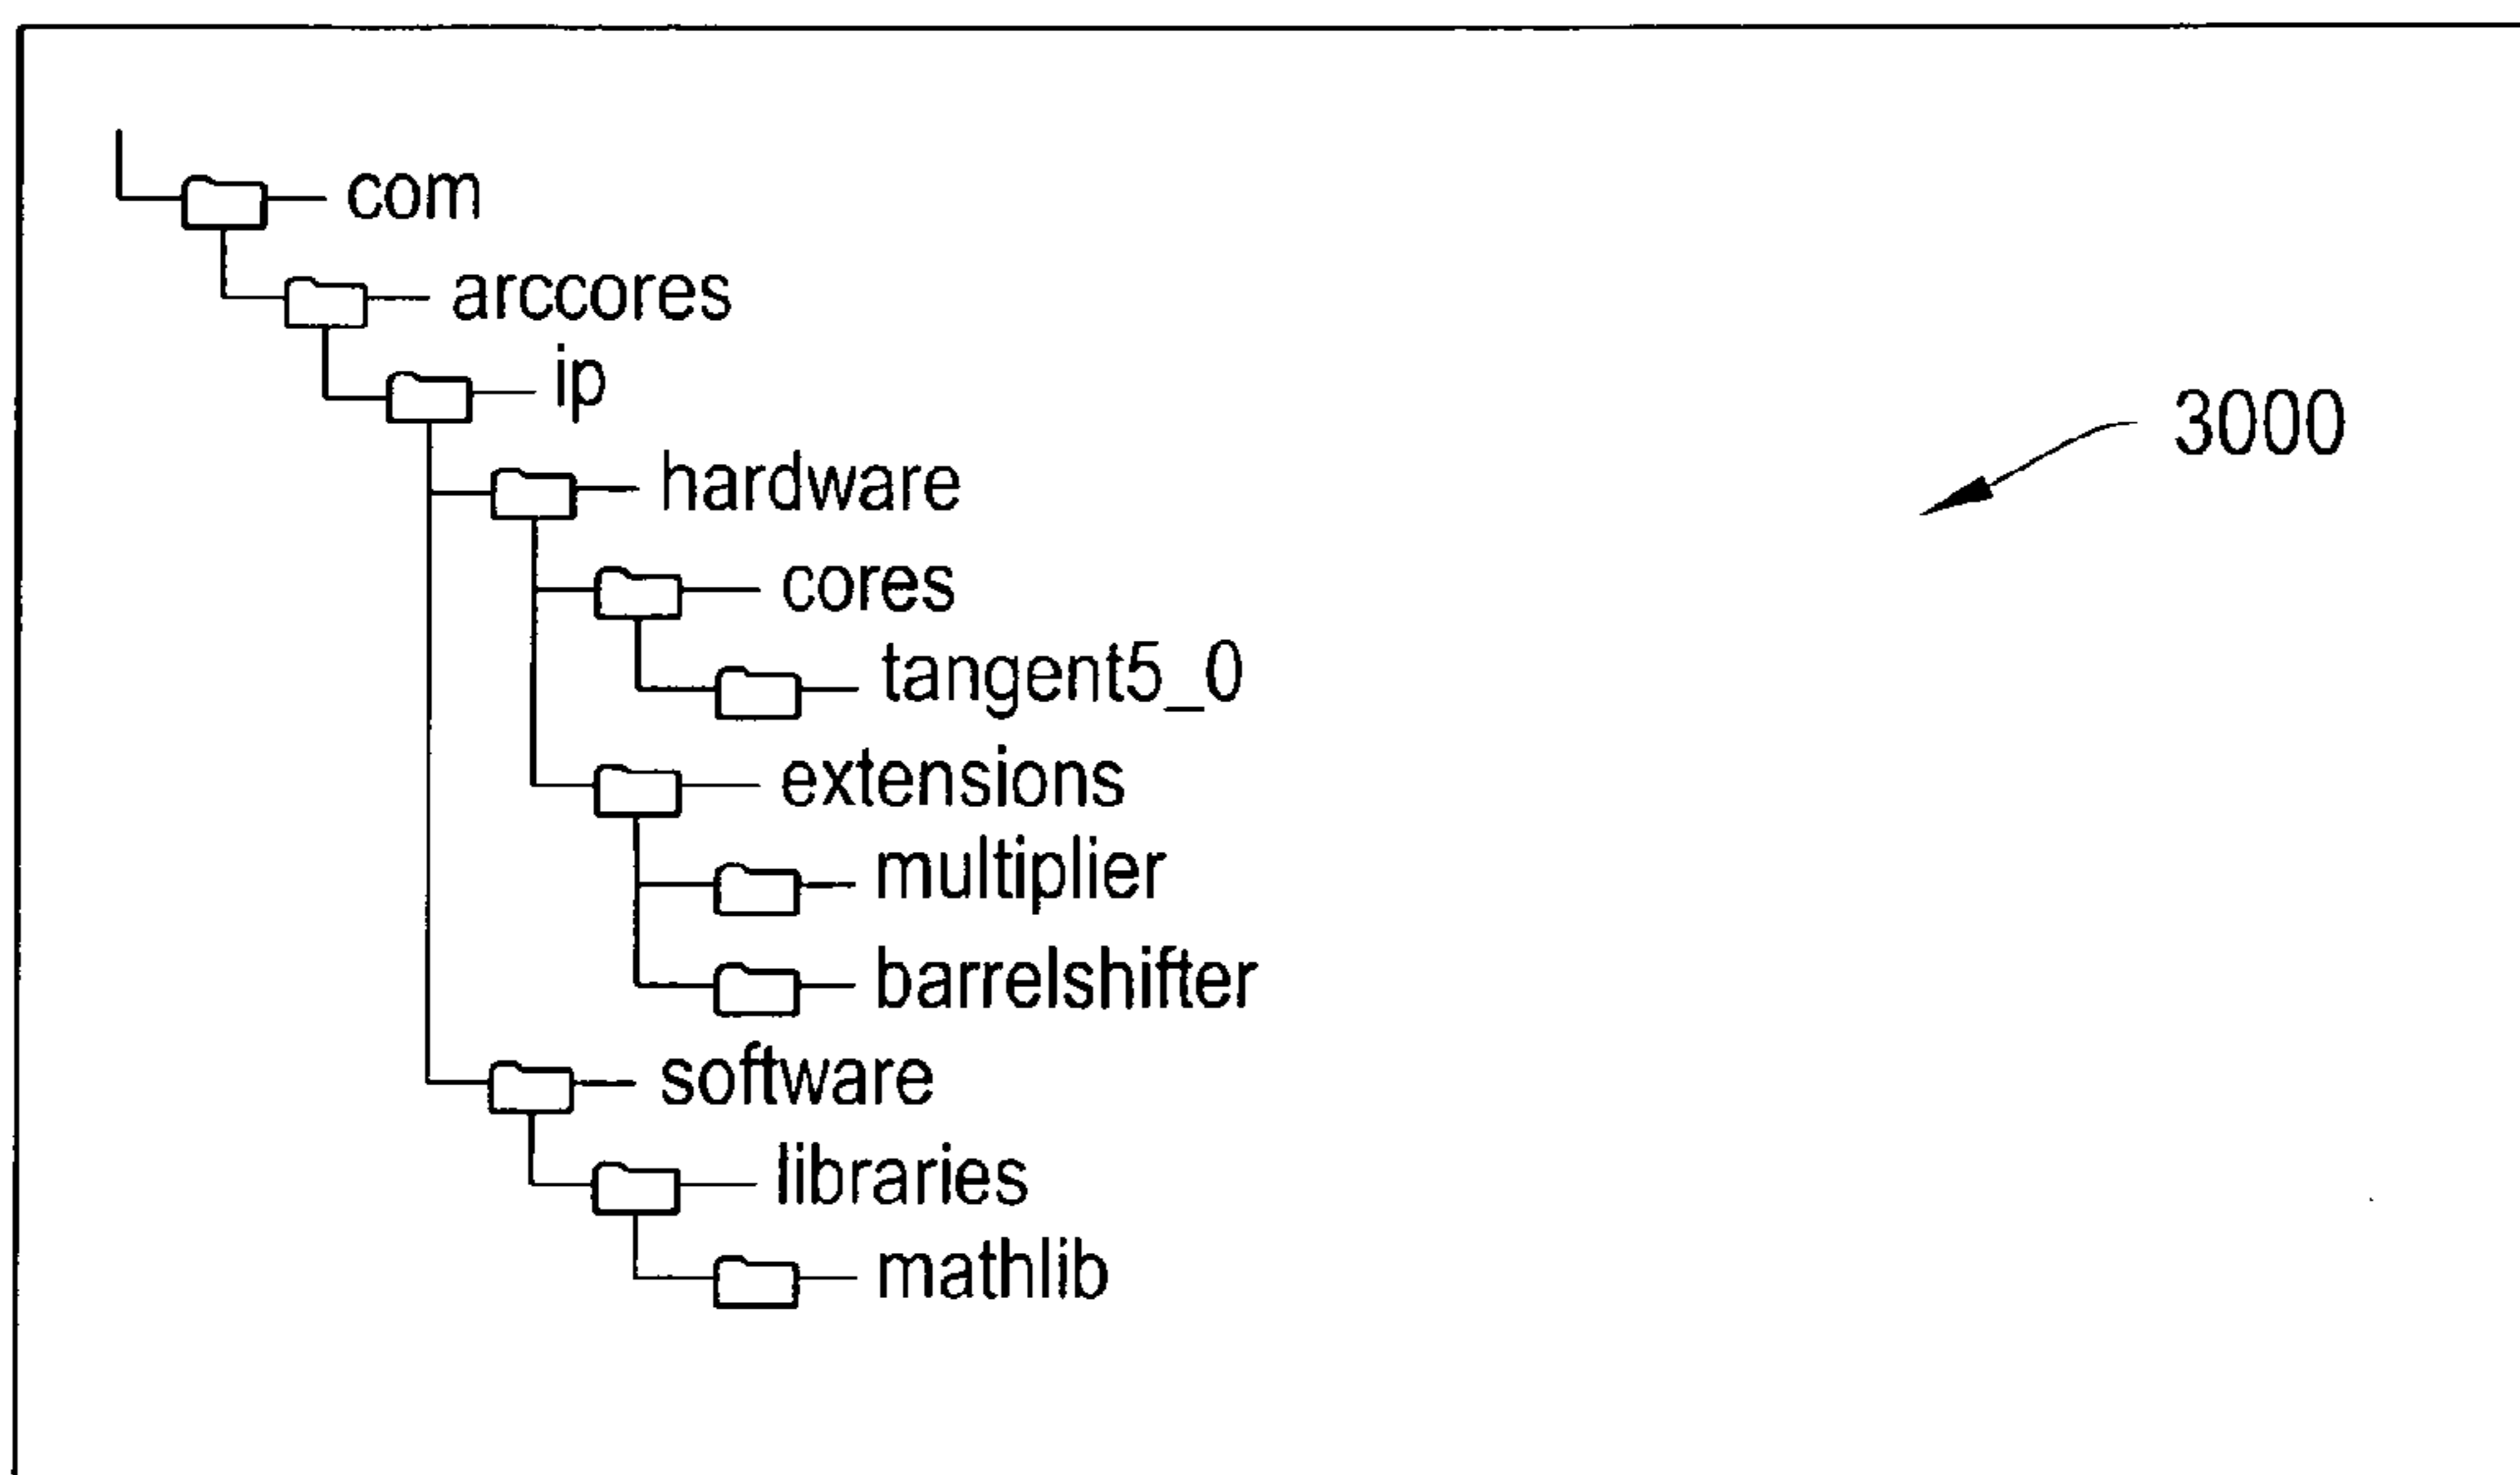 com
arccores
ip
3000
hardware
cores
tangent5_0
extensions
multiplier
barrelshifter
software
libraries
mathlib